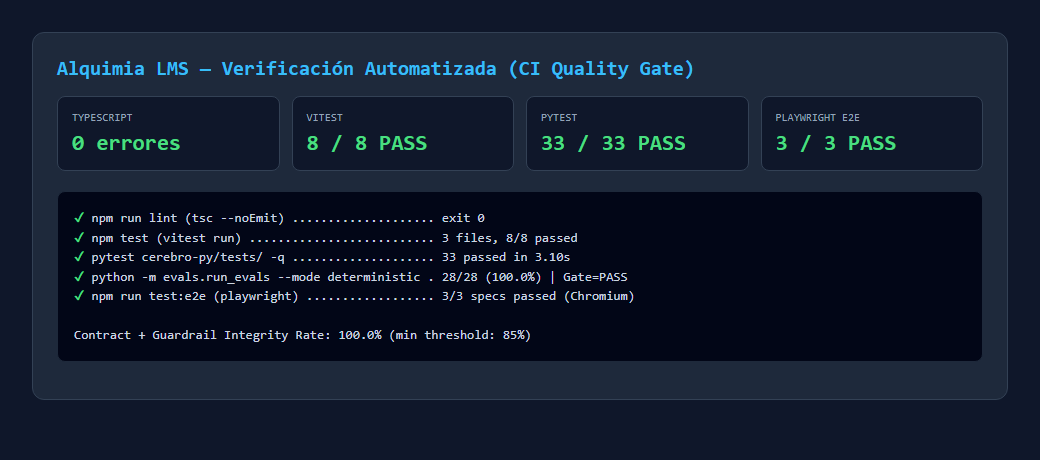 Alquimia LMS — Verificación Automatizada (CI Quality Gate)
TYPESCRIPT
0 errores
VITEST
8 / 8 PASS
PYTEST
33 / 33 PASS
PLAYWRIGHT E2E
3 / 3 PASS
✓ npm run lint (tsc --noEmit) .................... exit 0
✓ npm test (vitest run) .......................... 3 files, 8/8 passed
✓ pytest cerebro-py/tests/ -q .................... 33 passed in 3.10s
✓ python -m evals.run_evals --mode deterministic . 28/28 (100.0%) | Gate=PASS
✓ npm run test:e2e (playwright) .................. 3/3 specs passed (Chromium)
Contract + Guardrail Integrity Rate: 100.0% (min threshold: 85%)